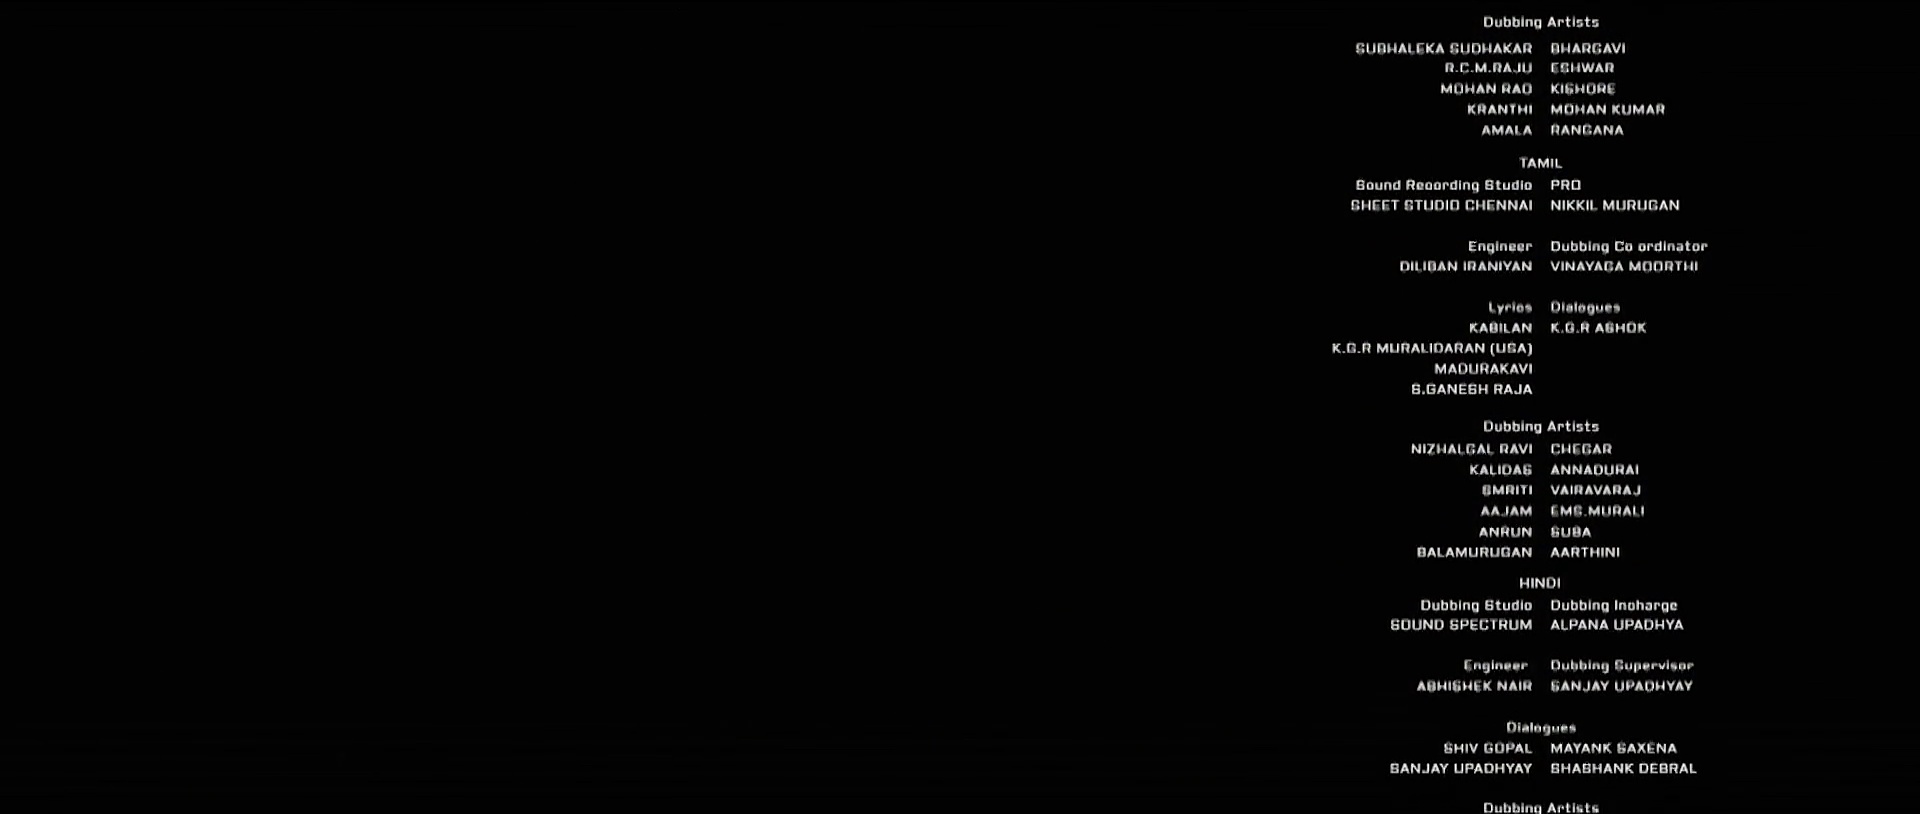 Dubbing Artists
SUBHALEKA SUDHAKAR BHARGAVI
R.C.M.RAJU ESHWAR
MOHAN RAO KISHORE
KRANTHI MOHAN KUMAR
AMALA RANGANA
TAMIL
Sound Recording Studio PRO
SHEET STUDIO CHENNAI NIKKIL MURUGAN
Engineer Dubbing Co ordinator
DILIBAN IRANIYAN VINAYAGA MOORTHI
Lyrics Dialogues
KABILAN K.G.R ASHOK
K.G.R MURALIDARAN (USA)
MADURAKAVI
S.GANESH RAJA
Dubbing Artists
NIZHALGAL RAVI CHEGAR
KALIDAS ANNADURAI
SMRITI VAIRAVARAJ
AAJAM EMS.MURALI
ANRUN SUBA
BALAMURUGAN AARTHINI
HINDI
Dubbing Studio Dubbing Incharge
SOUND SPECTRUM ALPANA UPADHYA
Engineer Dubbing Supervisor
ABHISHEK NAIR SANJAY UPADHYAY
Dialogues
SHIV GOPAL MAYANK SAXENA
SANJAY UPADHYAY SHASHANK DEBRAL
Dubbing Artists